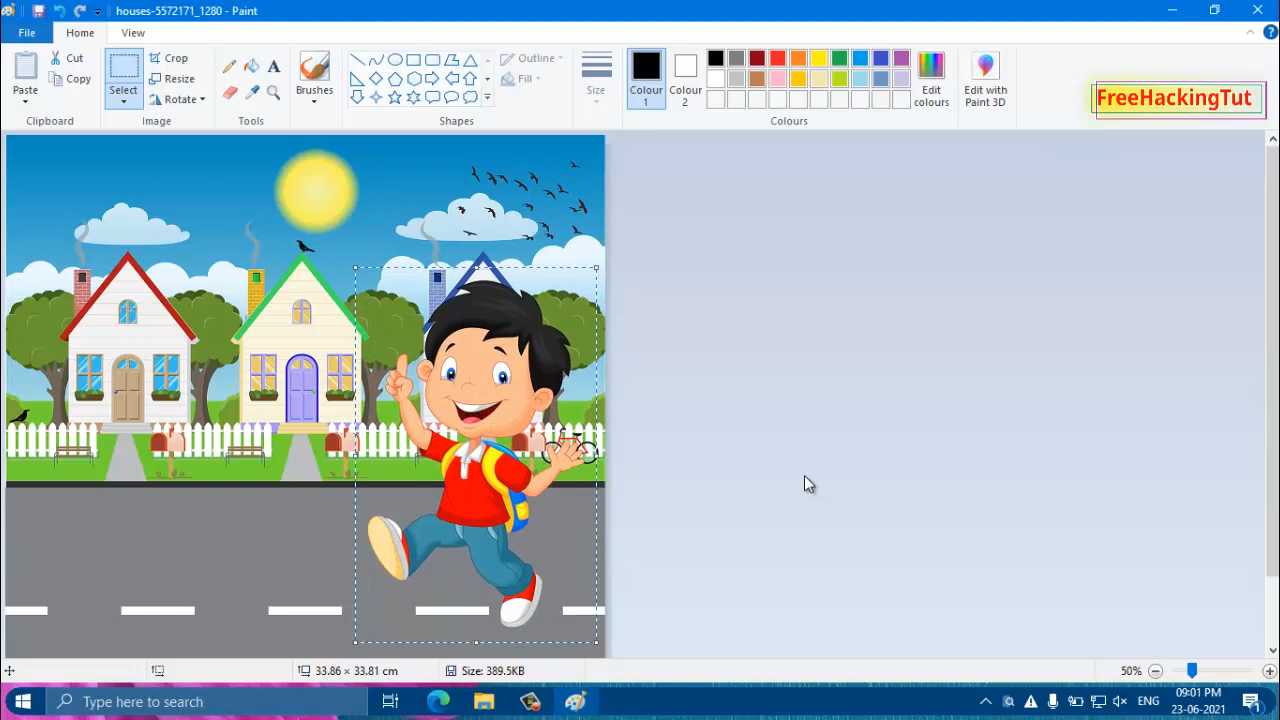 houses-5572171_1280 - Paint
File Home View
Paste
Cut
Copy
Clipboard
Select
Crop
Resize
Rotate
Image
A
Tools
Brushes
Outline
Fill
Shapes
Size
Colour 1
Colour 2
Edit colours
Colours
Edit with Paint 3D
FreeHackingTut
33.86 × 33.81 cm
Size: 389.5KB
50%
Type here to search
ENG
09:01 PM
23-06-2021
1